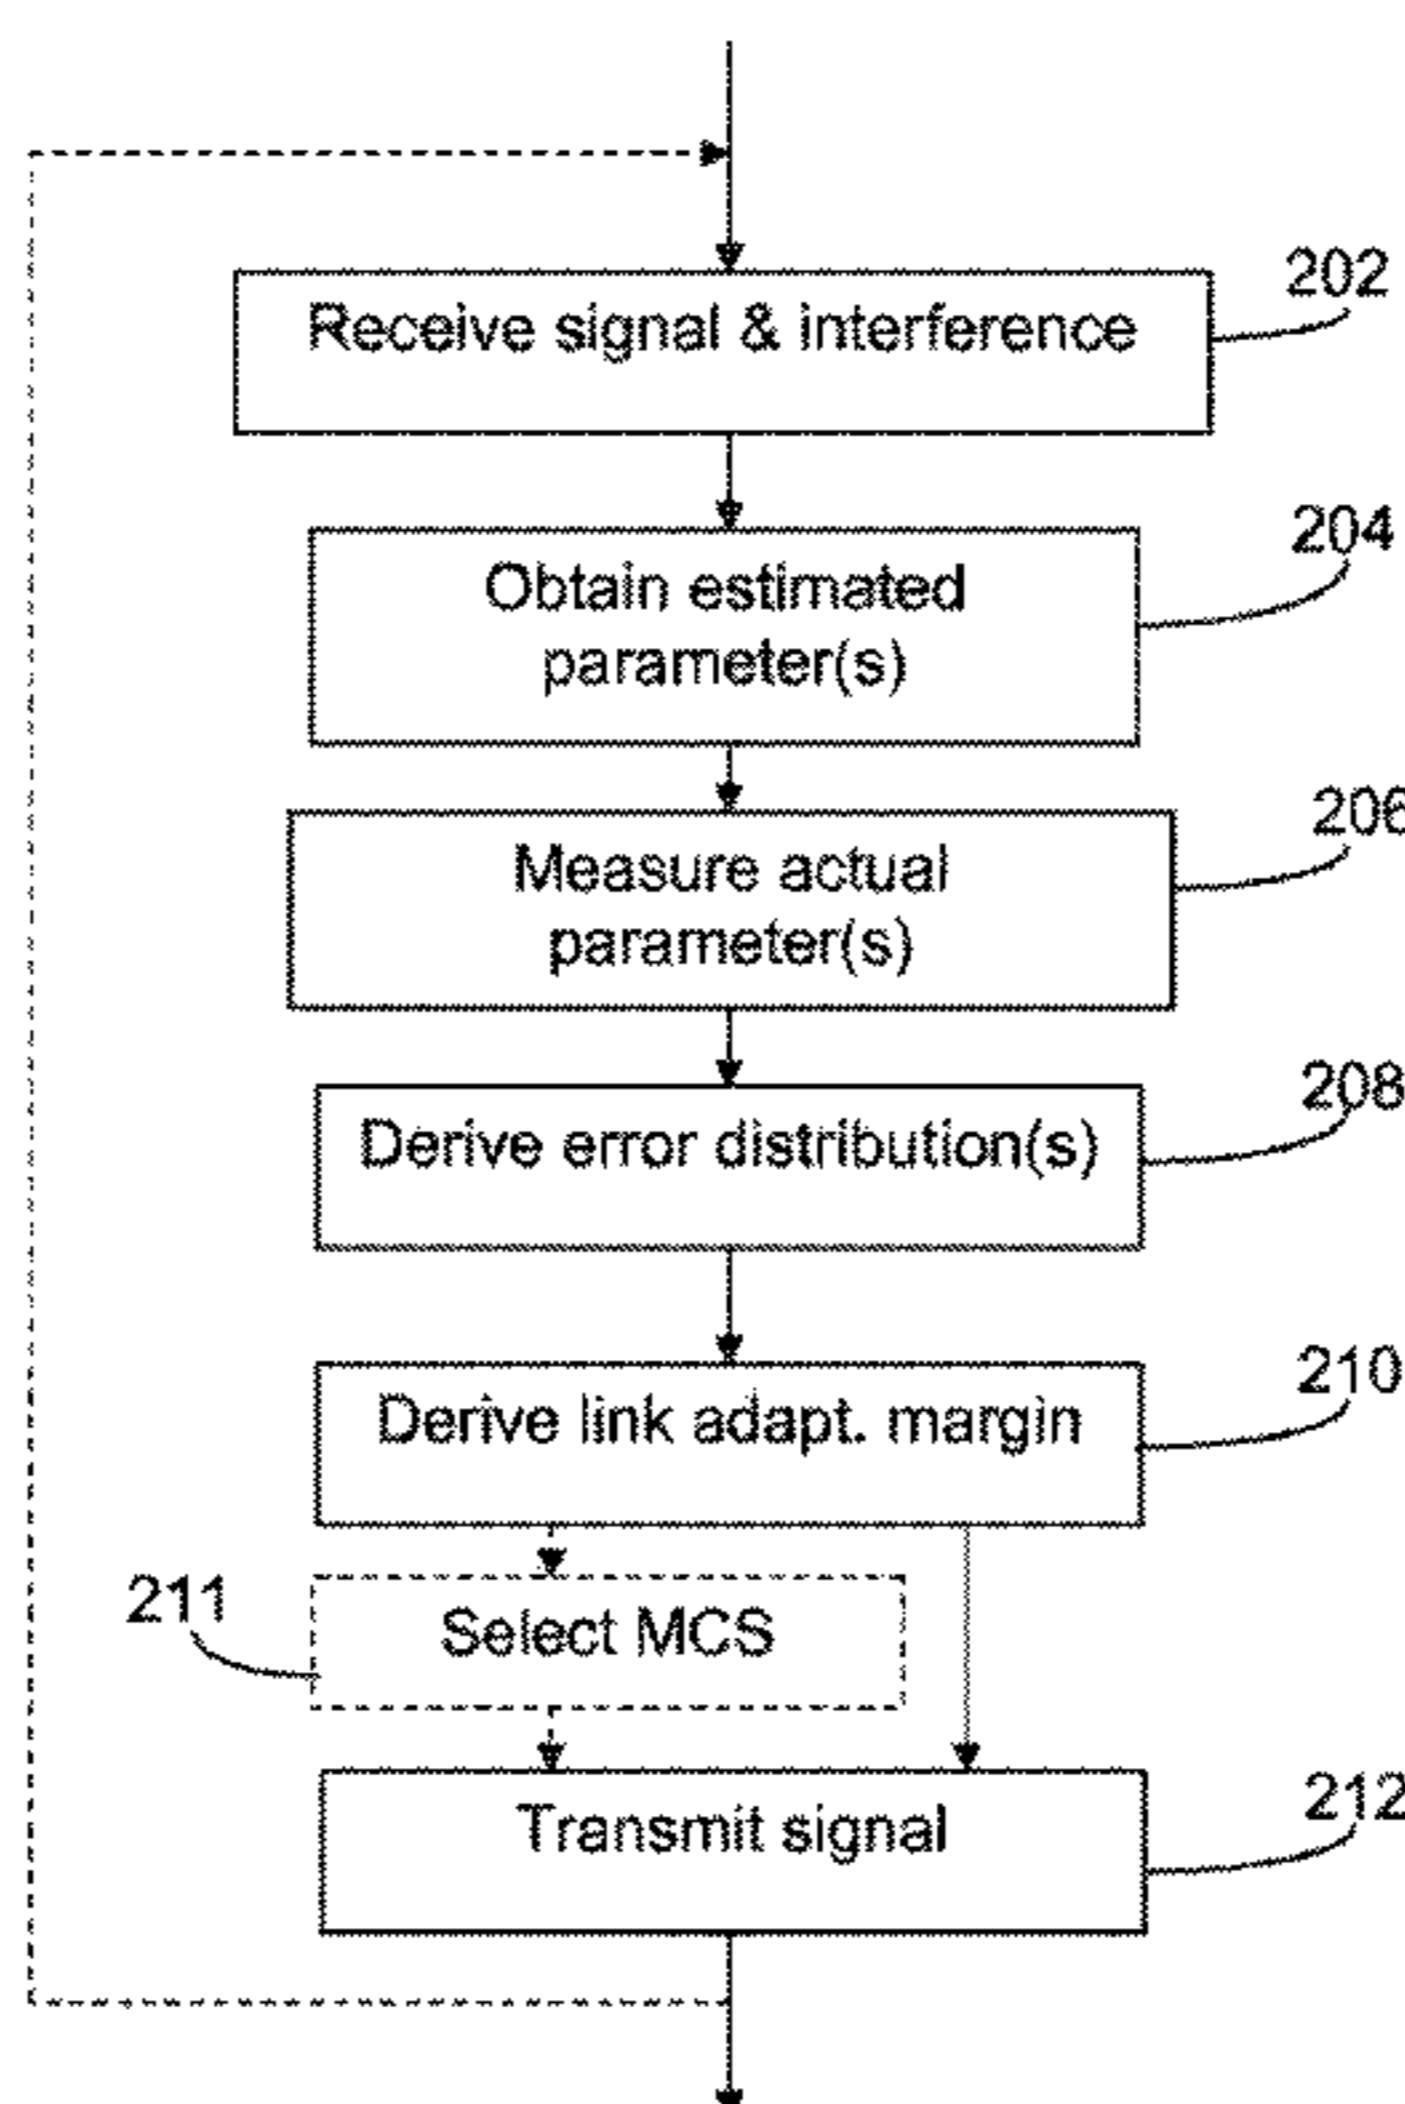 202
Receive signal & interference
204
Obtain estimated
parameter(s)
206
Measure actual
parameter(s)
208
Derive error distribution(s)
210
Derive link adapt. margin
211
Select MCS
212
Transmit signal